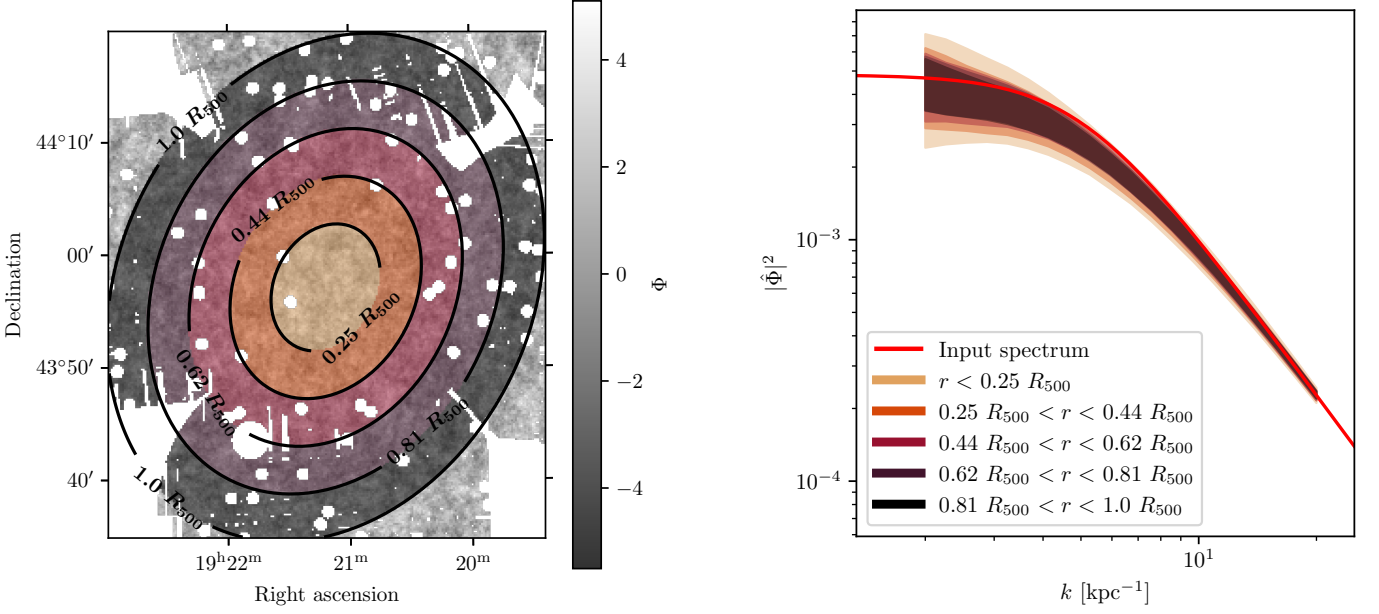 44°10′
00′
43°50′
40′
Declination
19ʰ22ᵐ
21ᵐ
20ᵐ
Right ascension
1.0 R₅₀₀
0.44 R₅₀₀
0.25 R₅₀₀
0.62 R₅₀₀
0.81 R₅₀₀
1.0 R₅₀₀
4
2
0
−2
−4
Φ
|Φ̂|²
10⁻³
10⁻⁴
Input spectrum
r < 0.25 R₅₀₀
0.25 R₅₀₀ < r < 0.44 R₅₀₀
0.44 R₅₀₀ < r < 0.62 R₅₀₀
0.62 R₅₀₀ < r < 0.81 R₅₀₀
0.81 R₅₀₀ < r < 1.0 R₅₀₀
10¹
k [kpc⁻¹]